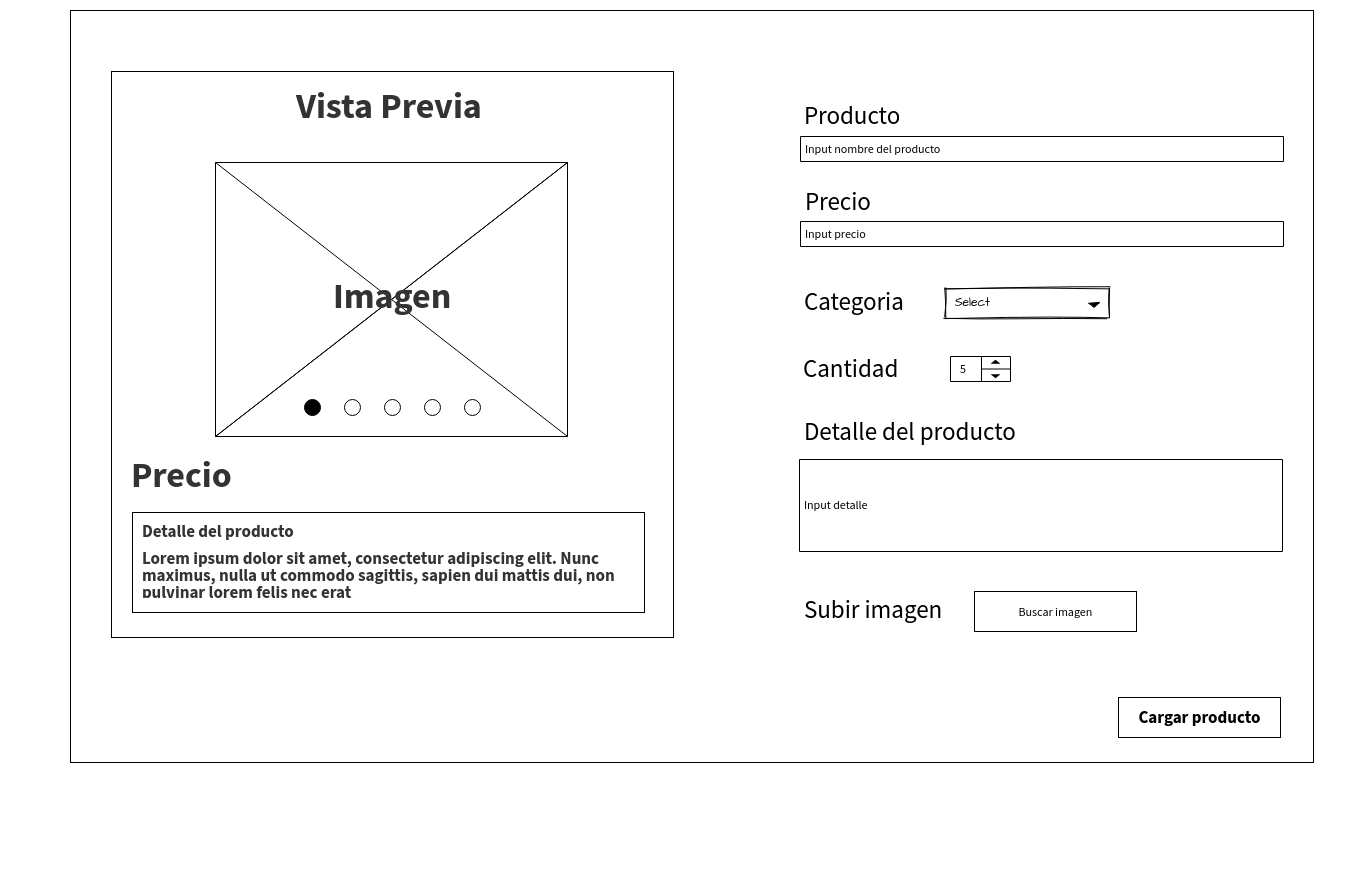 Vista Previa
Imagen
Precio
Detalle del producto
Lorem ipsum dolor sit amet, consectetur adipiscing elit. Nunc
maximus, nulla ut commodo sagittis, sapien dui mattis dui, non
pulvinar lorem felis nec erat
Producto
Input nombre del producto
Precio
Input precio
Categoria
Select
Cantidad
5
Detalle del producto
Input detalle
Subir imagen
Buscar imagen
Cargar producto